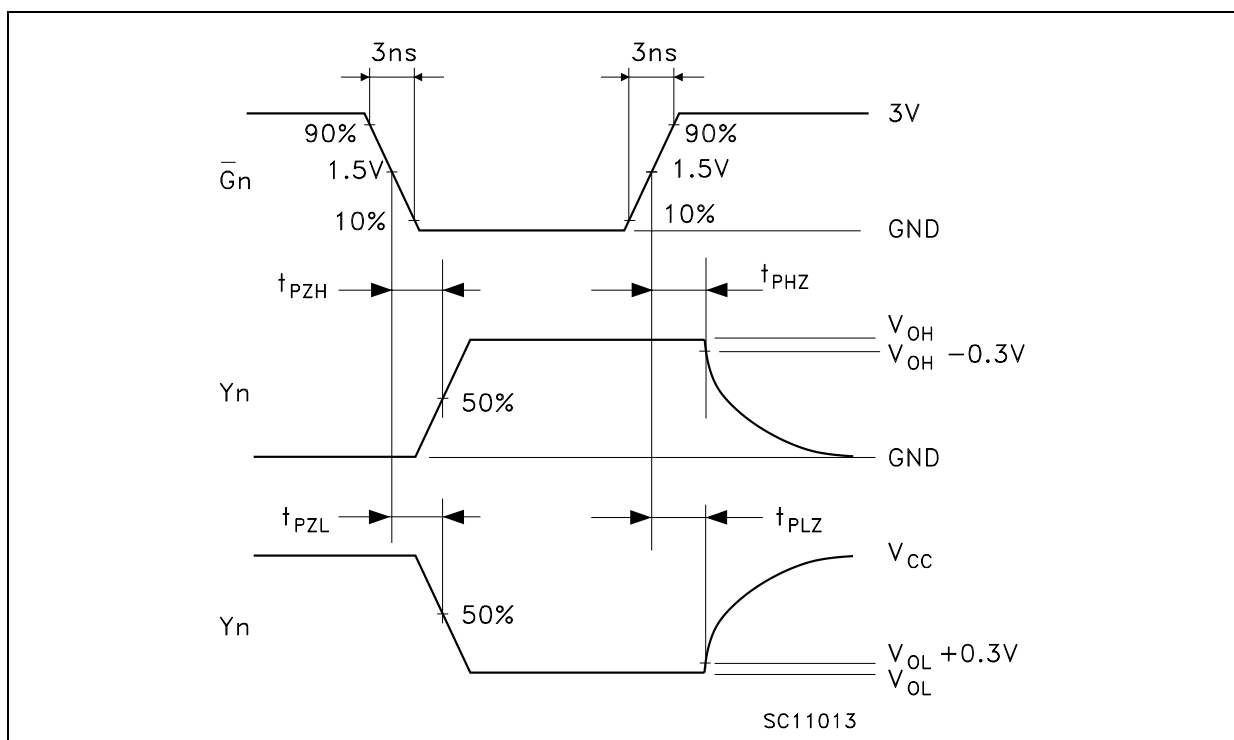 3ns 3ns
3V
90% 90%
1.5V 1.5V
G̅n
10% 10%
GND
tPZH tPHZ
VOH
VOH −0.3V
Yn
50%
GND
tPZL tPLZ
VCC
50%
Yn
VOL +0.3V
VOL
SC11013